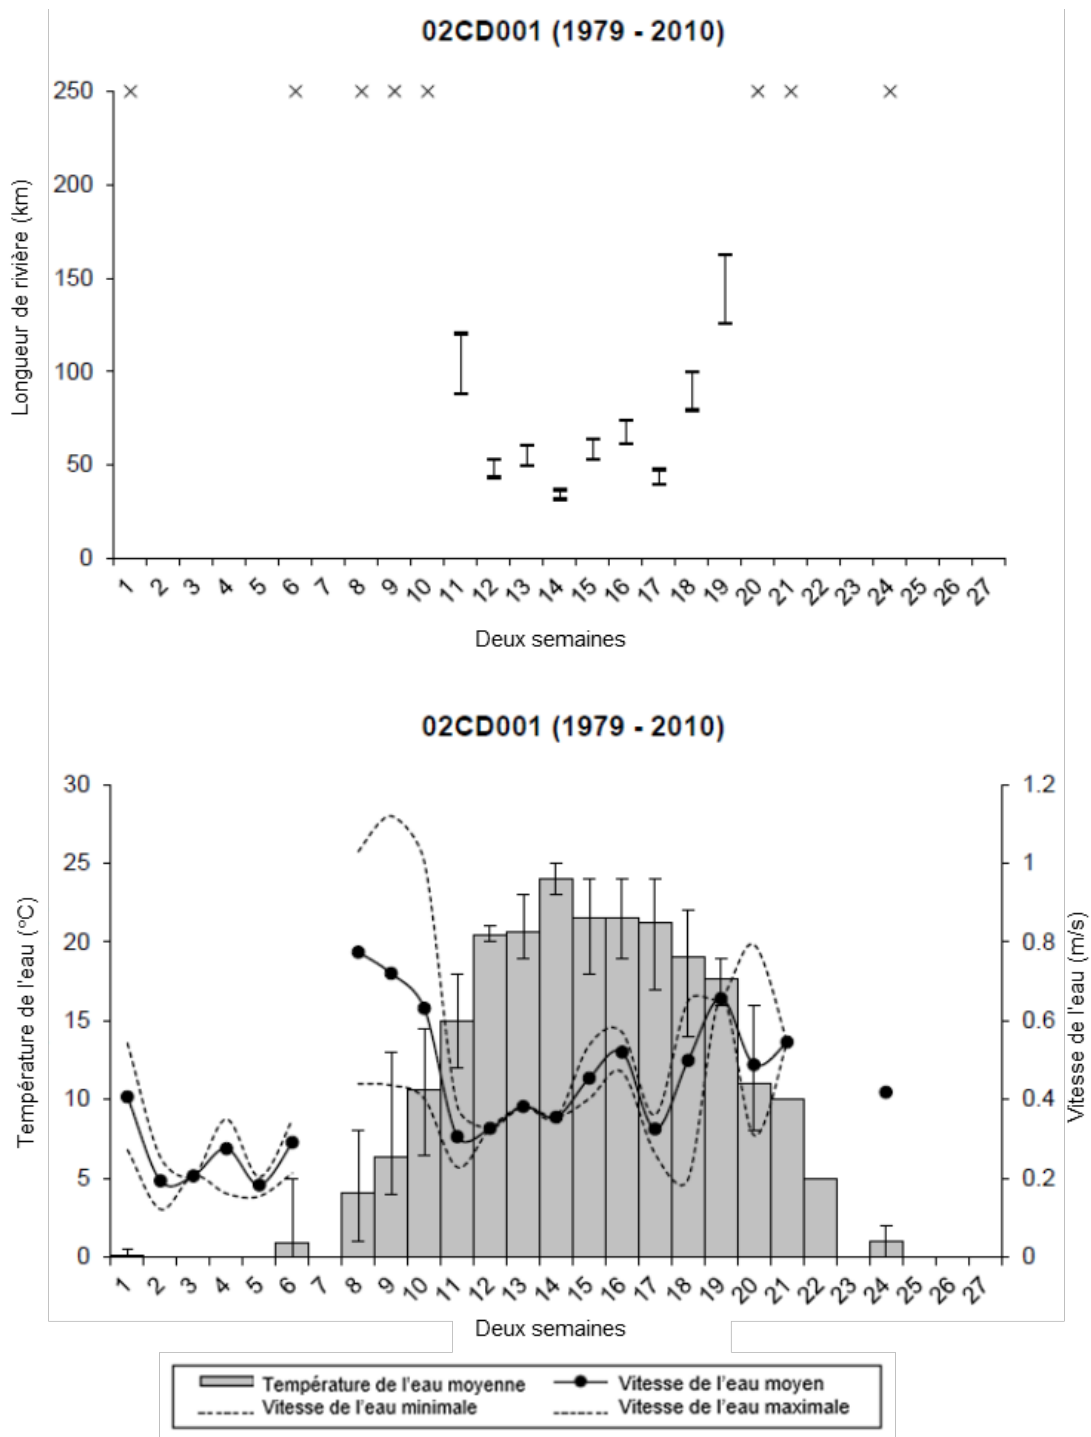 02CD001 (1979 - 2010)
250
200
150
100
50
0
Longueur de rivière (km)
1 2 3 4 5 6 7 8 9 10 11 12 13 14 15 16 17 18 19 20 21 22 23 24 25 26 27
Deux semaines
02CD001 (1979 - 2010)
30
25
20
15
10
5
0
Température de l'eau (°C)
1.2
1
0.8
0.6
0.4
0.2
0
Vitesse de l'eau (m/s)
1 2 3 4 5 6 7 8 9 10 11 12 13 14 15 16 17 18 19 20 21 22 23 24 25 26 27
Deux semaines
Température de l'eau moyenne Vitesse de l'eau moyen
Vitesse de l'eau minimale Vitesse de l'eau maximale